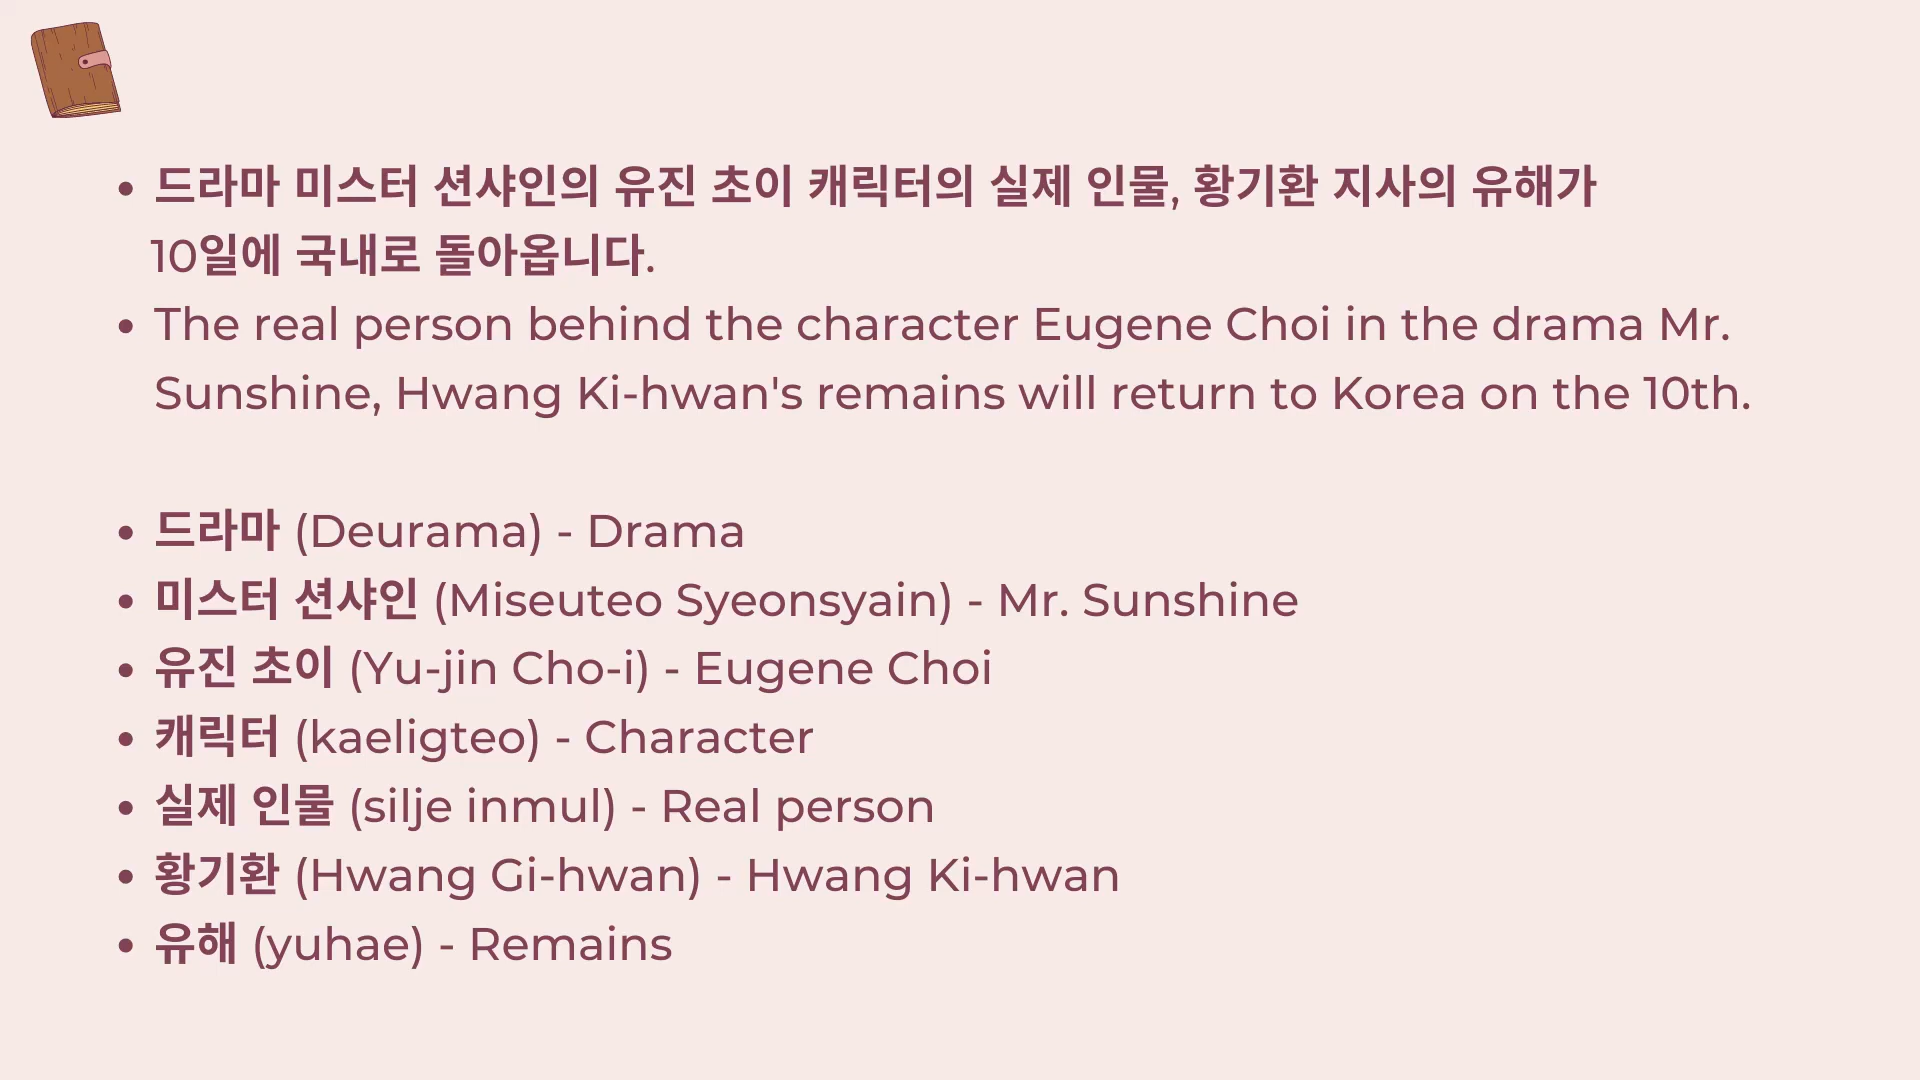 • 드라마 미스터 션샤인의 유진 초이 캐릭터의 실제 인물, 황기환 지사의 유해가
10일에 국내로 돌아옵니다.
• The real person behind the character Eugene Choi in the drama Mr.
Sunshine, Hwang Ki-hwan's remains will return to Korea on the 10th.
• 드라마 (Deurama) - Drama
• 미스터 션샤인 (Miseuteo Syeonsyain) - Mr. Sunshine
• 유진 초이 (Yu-jin Cho-i) - Eugene Choi
• 캐릭터 (kaeligteo) - Character
• 실제 인물 (silje inmul) - Real person
• 황기환 (Hwang Gi-hwan) - Hwang Ki-hwan
• 유해 (yuhae) - Remains